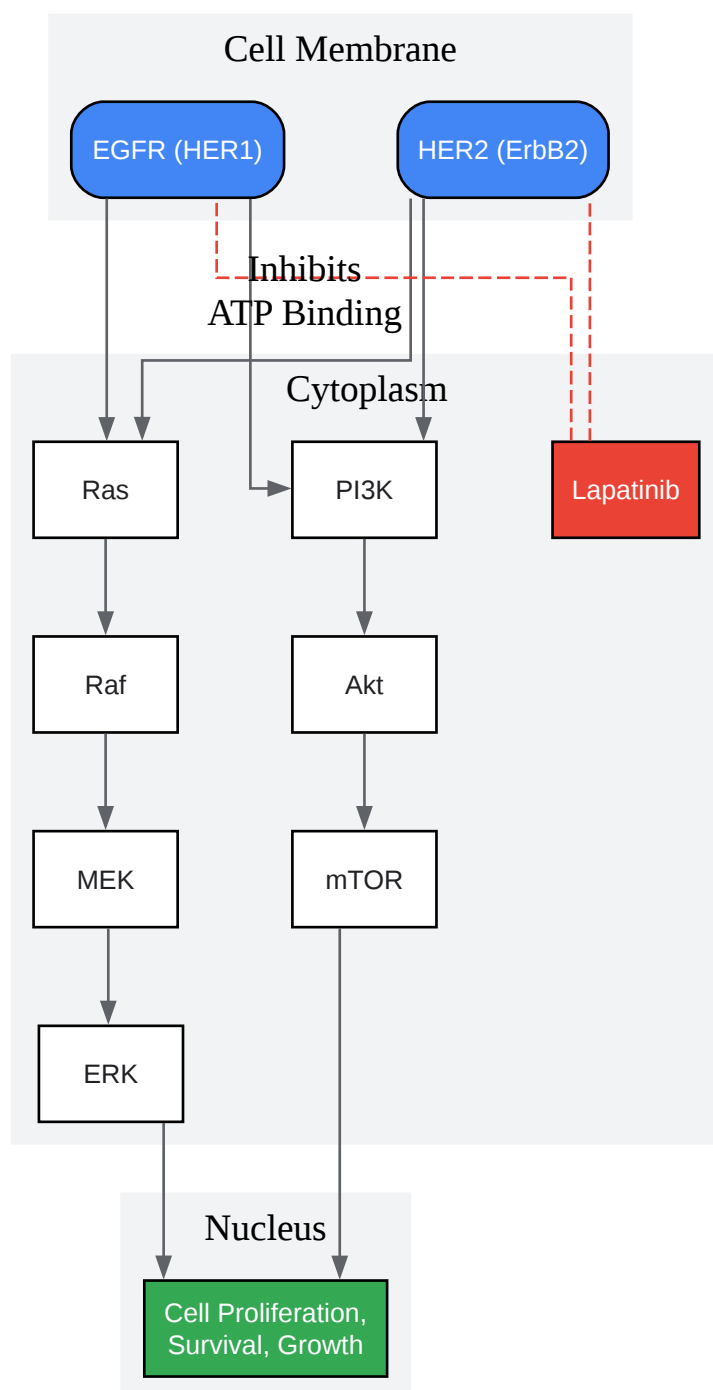 Cell Membrane
EGFR (HER1)
HER2 (ErbB2)
Inhibits
ATP Binding
Cytoplasm
Ras
PI3K
Lapatinib
Raf
Akt
MEK
mTOR
ERK
Nucleus
Cell Proliferation,
Survival, Growth